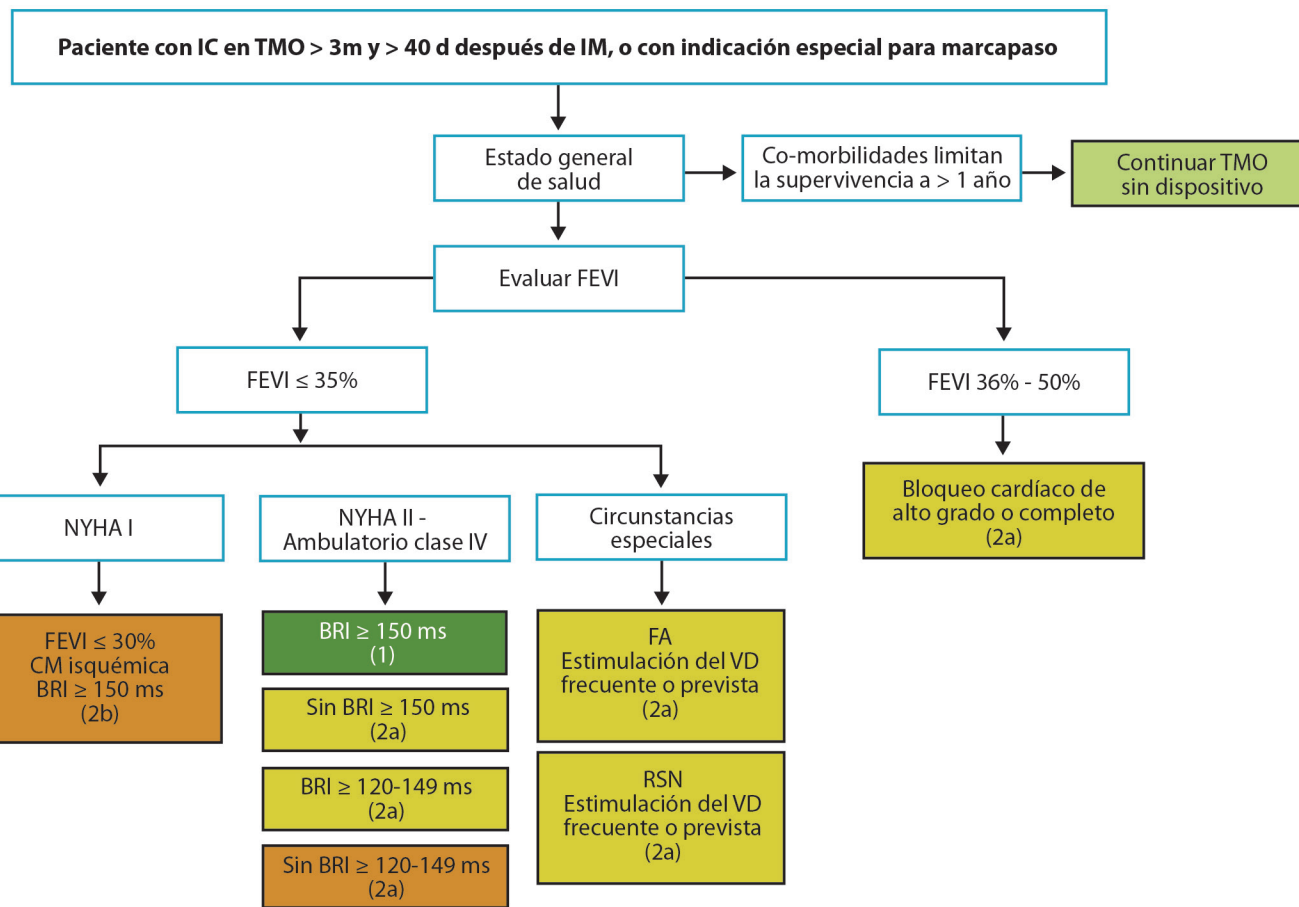 Paciente con IC en TMO > 3m y > 40 d después de IM, o con indicación especial para marcapaso
Estado general
de salud
Co-morbilidades limitan
la supervivencia a > 1 año
Continuar TMO
sin dispositivo
Evaluar FEVI
FEVI ≤ 35%
FEVI 36% - 50%
NYHA I
NYHA II -
Ambulatorio clase IV
Circunstancias
especiales
Bloqueo cardíaco de
alto grado o completo
(2a)
FEVI ≤ 30%
CM isquémica
BRI ≥ 150 ms
(2b)
BRI ≥ 150 ms
(1)
Sin BRI ≥ 150 ms
(2a)
BRI ≥ 120-149 ms
(2a)
Sin BRI ≥ 120-149 ms
(2a)
FA
Estimulación del VD
frecuente o prevista
(2a)
RSN
Estimulación del VD
frecuente o prevista
(2a)